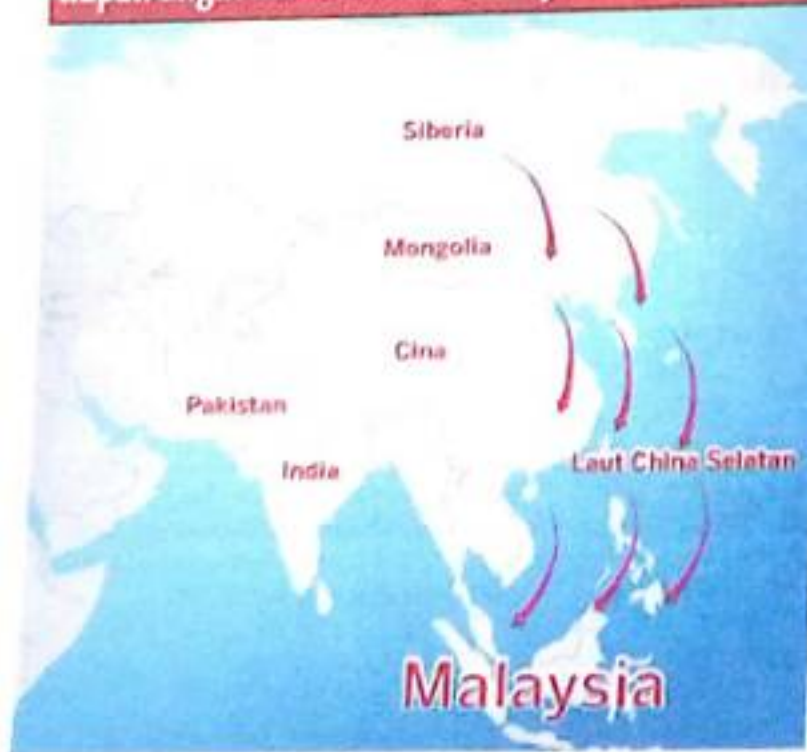 Siberia
Mongolia
Cina
Pakistan
India
Laut China Selatan
Malaysia